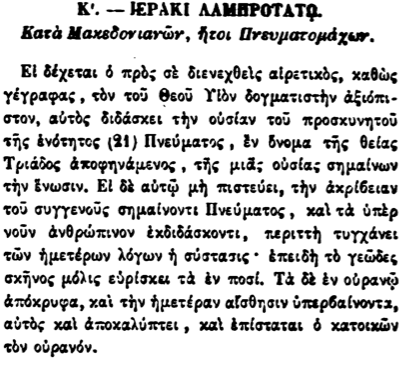 Κʹ. — ΙΕΡΑΚΙ ΛΑΜΠΡΟΤΑΤῼ.
Κατὰ Μακεδονιανῶν, ἤτοι Πνευματομάχων.
Εἰ δέχεται ὁ πρὸς σὲ διενεχθεὶς αἱρετικὸς, καθὼς
γέγραφας, τὸν τοῦ Θεοῦ Υἱὸν δογματιστὴν ἀξιόπι-
στον, αὐτὸς διδάσκει τὴν οὐσίαν τοῦ προσκυνητοῦ
τῆς ἑνότητος (21) Πνεύματος, ἓν ὄνομα τῆς θείας
Τριάδος ἀποφηνάμενος, τῆς μιᾶς οὐσίας σημαίνων
τὴν ἕνωσιν. Εἰ δὲ αὐτῷ μὴ πιστεύει, τὴν ἀκρίβειαν
τοῦ συγγενοῦς σημαίνοντι Πνεύματος, καὶ τὰ ὑπὲρ
νοῦν ἀνθρώπινον ἐκδιδάσκοντι, περιττὴ τυγχάνει
τῶν ἡμετέρων λόγων ἡ σύστασις· ἐπειδὴ τὸ γεῶδες
σκῆνος μόλις εὑρίσκει τὰ ἐν ποσί. Τὰ δὲ ἐν οὐρανῷ
ἀπόκρυφα, καὶ τὴν ἡμετέραν αἴσθησιν ὑπερβαίνοντα,
αὐτὸς καὶ ἀποκαλύπτει, καὶ ἐπίσταται ὁ κατοικῶν
τὸν οὐρανόν.